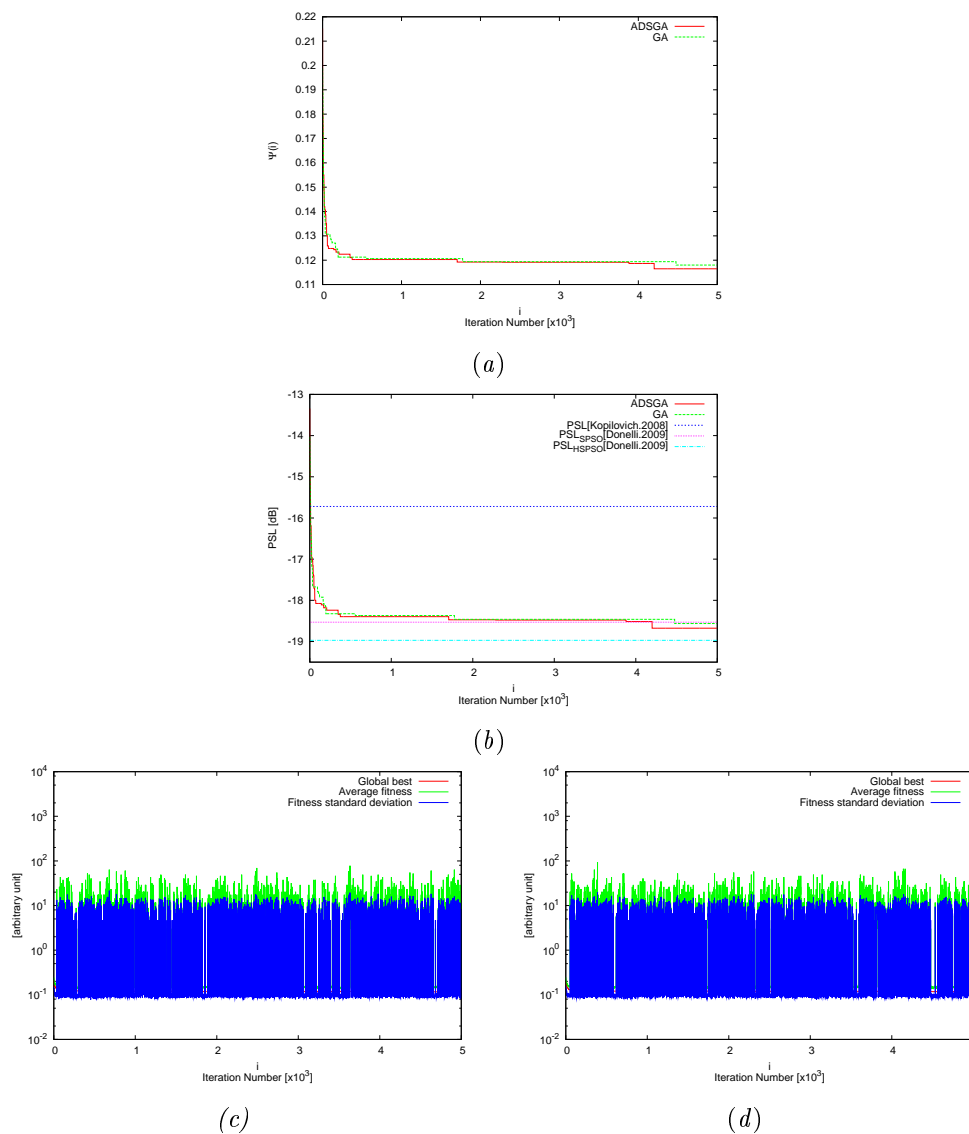 0.22
0.21
0.2
0.19
0.18
0.17
0.16
0.15
0.14
0.13
0.12
0.11
Ψ(i)
ADSGA
GA
0 1 2 3 4 5
i
Iteration Number [x10³]
(a)
-13
-14
-15
-16
-17
-18
-19
PSL [dB]
ADSGA
GA
PSL[Kopilovich.2008]
PSL_SPSO[Donelli.2009]
PSL_HSPSO[Donelli.2009]
0 1 2 3 4 5
i
Iteration Number [x10³]
(b)
10⁴
10³
10²
10¹
10⁰
10⁻¹
10⁻²
[arbitrary unit]
Global best
Average fitness
Fitness standard deviation
0 1 2 3 4 5
i
Iteration Number [x10³]
(c)
10⁴
10³
10²
10¹
10⁰
10⁻¹
10⁻²
[arbitrary unit]
Global best
Average fitness
Fitness standard deviation
0 1 2 3 4
i
Iteration Number [x10³]
(d)